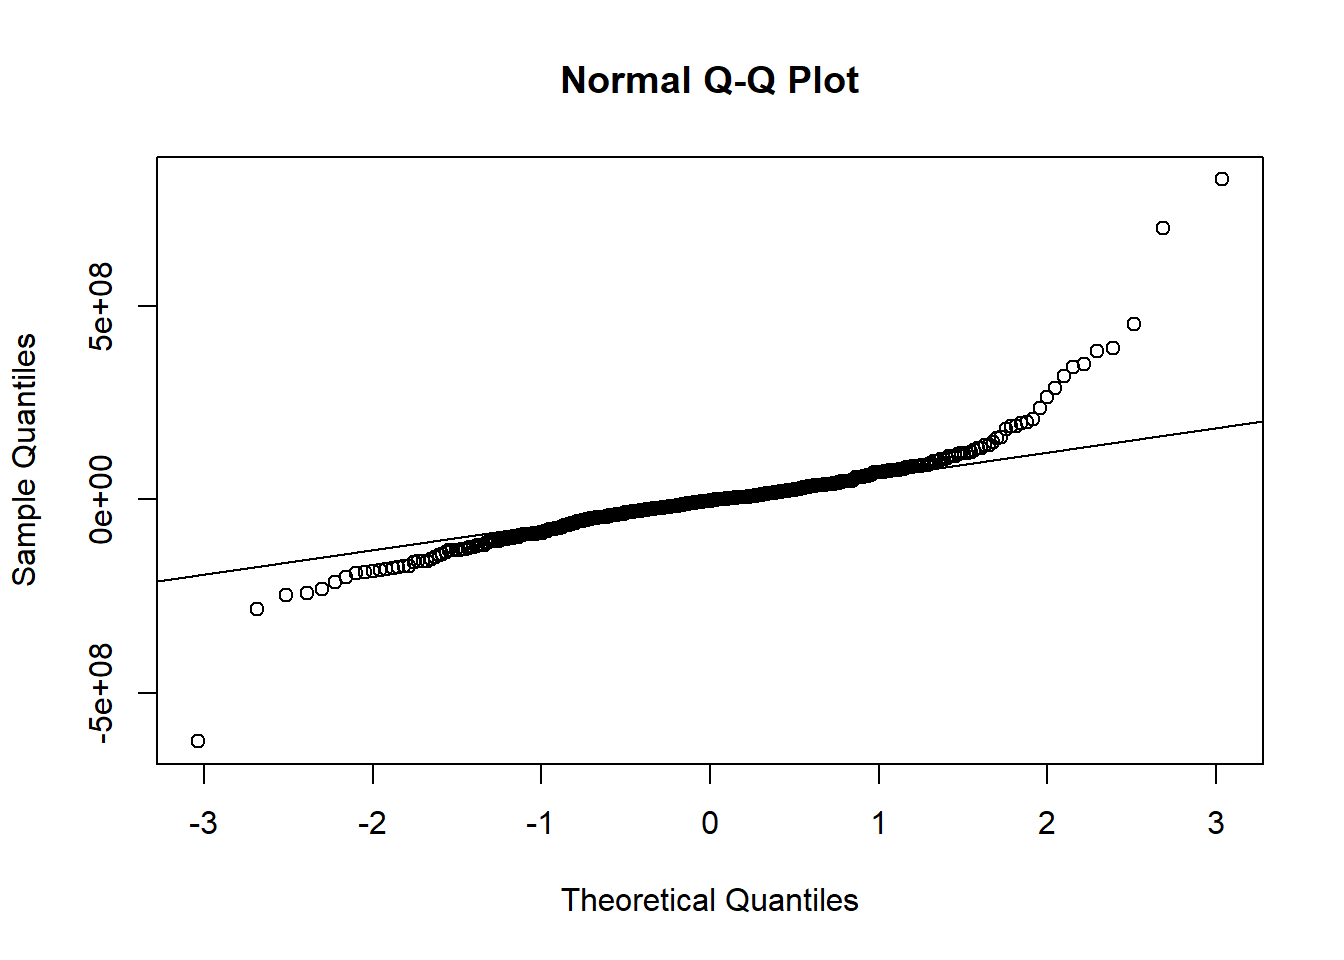 Normal Q-Q Plot
Sample Quantiles
5e+08
0e+00
-5e+08
-3 -2 -1 0 1 2 3
Theoretical Quantiles